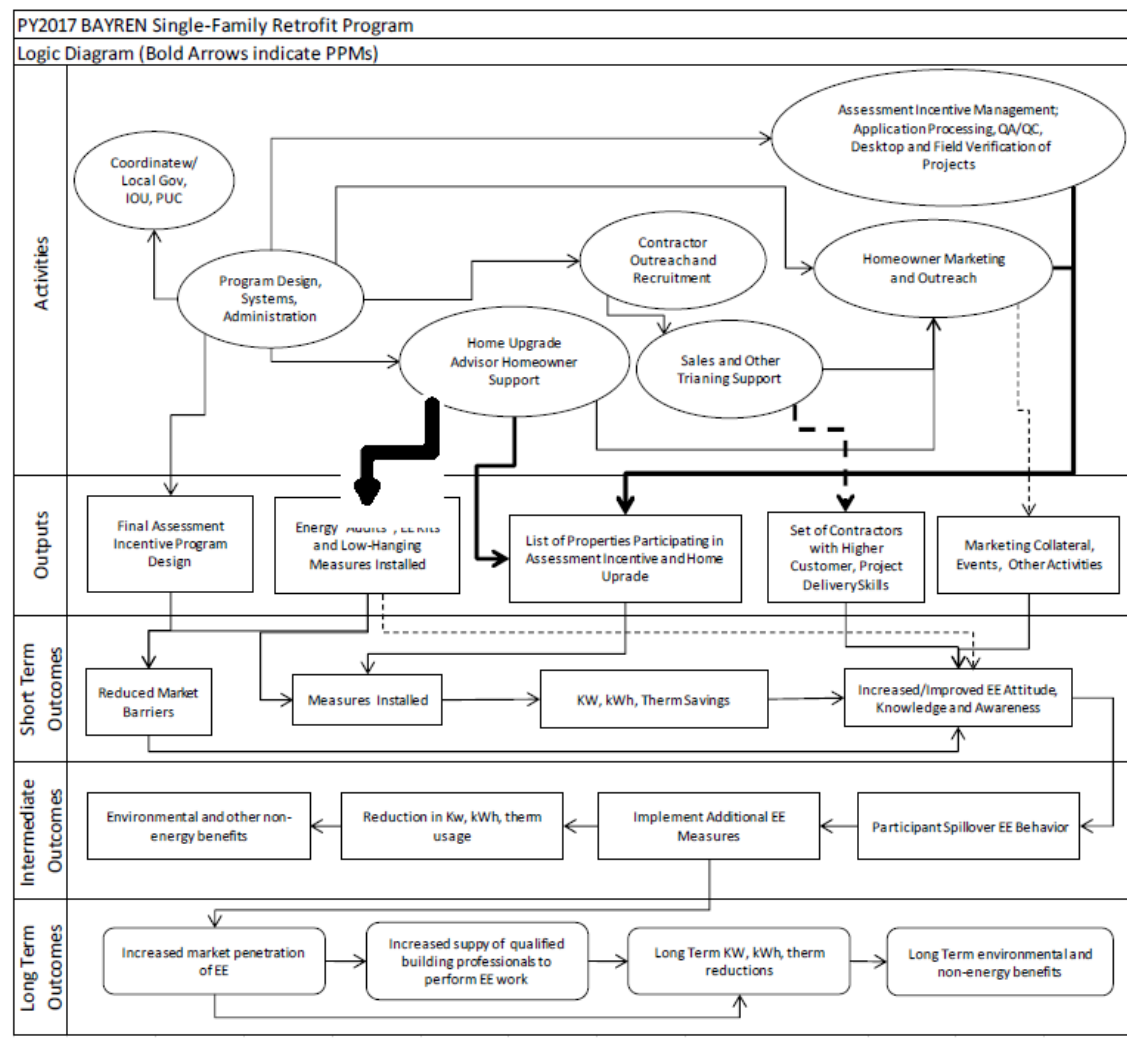 PY2017 BAYREN Single-Family Retrofit Program
Logic Diagram (Bold Arrows indicate PPMs)
Activities
Assessment Incentive Management;
Application Processing, QA/QC,
Desktop and Field Verification of
Projects
Coordinatew/
Local Gov,
IOU, PUC
Contractor
Outreach and
Recruitment
Homeowner Marketing
and Outreach
Program Design,
Systems,
Administration
Home Upgrade
Advisor Homeowner
Support
Sales and Other
Trianing Support
Outputs
Final Assessment
Incentive Program
Design
Energy Audits , EE Kits
and Low-Hanging
Measures Installed
List of Properties Participating in
Assessment Incentive and Home
Uprade
Set of Contractors
with Higher
Customer, Project
Delivery Skills
Marketing Collateral,
Events, Other Activities
Short Term
Outcomes
Reduced Market
Barriers
Measures Installed
KW, kWh, Therm Savings
Increased/Improved EE Attitude,
Knowledge and Awareness
Intermediate
Outcomes
Environmental and other non-
energy benefits
Reduction in Kw, kWh, therm
usage
Implement Additional EE
Measures
Participant Spillover EE Behavior
Long Term
Outcomes
Increased market penetration
of EE
Increased suppy of qualified
building professionals to
perform EE work
Long Term KW, kWh, therm
reductions
Long Term environmental and
non-energy benefits